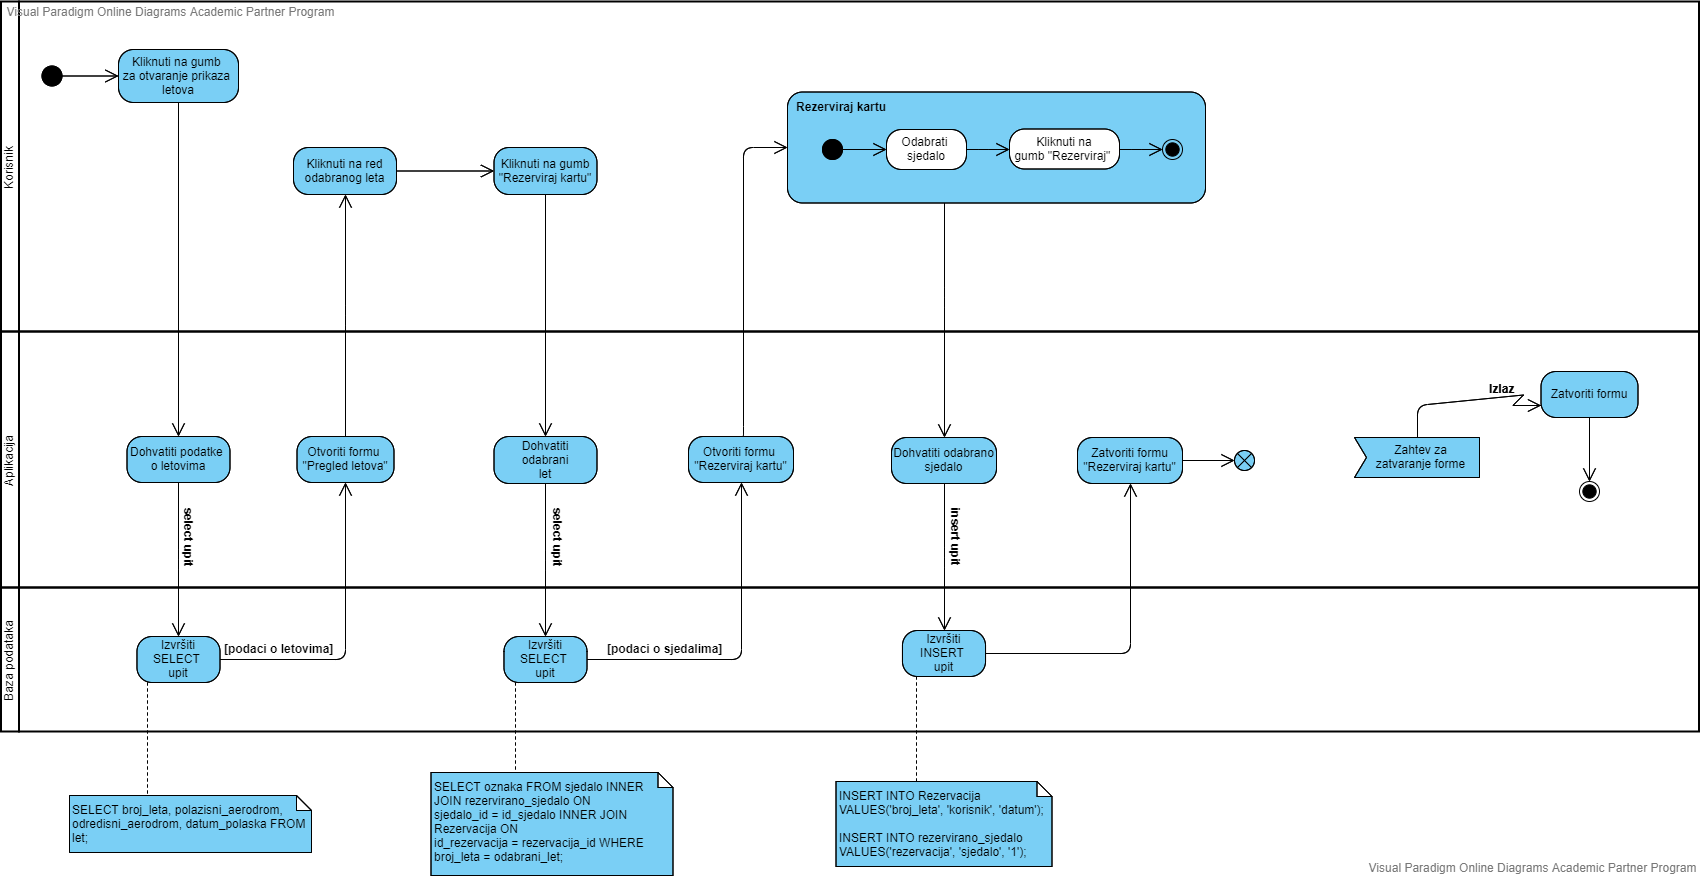 Visual Paradigm Online Diagrams Academic Partner Program
Korisnik
Kliknuti na gumb
za otvaranje prikaza
letova
Kliknuti na red
odabranog leta
Kliknuti na gumb
"Rezerviraj kartu"
Rezerviraj kartu
Odabrati
sjedalo
Kliknuti na
gumb "Rezerviraj"
Aplikacija
Dohvatiti podatke
o letovima
Otvoriti formu
"Pregled letova"
Dohvatiti
odabrani
let
Otvoriti formu
"Rezerviraj kartu"
Dohvatiti odabrano
sjedalo
Zatvoriti formu
"Rezerviraj kartu"
Zahtev za
zatvaranje forme
Izlaz
Zatvoriti formu
select upit
select upit
insert upit
Baza podataka
Izvršiti
SELECT
upit
[podaci o letovima]
Izvršiti
SELECT
upit
[podaci o sjedalima]
Izvršiti
INSERT
upit
SELECT broj_leta, polazisni_aerodrom,
odredisni_aerodrom, datum_polaska FROM
let;
SELECT oznaka FROM sjedalo INNER
JOIN rezervirano_sjedalo ON
sjedalo_id = id_sjedalo INNER JOIN
Rezervacija ON
id_rezervacija = rezervacija_id WHERE
broj_leta = odabrani_let;
INSERT INTO Rezervacija
VALUES('broj_leta', 'korisnik', 'datum');
INSERT INTO rezervirano_sjedalo
VALUES('rezervacija', 'sjedalo', '1');
Visual Paradigm Online Diagrams Academic Partner Program